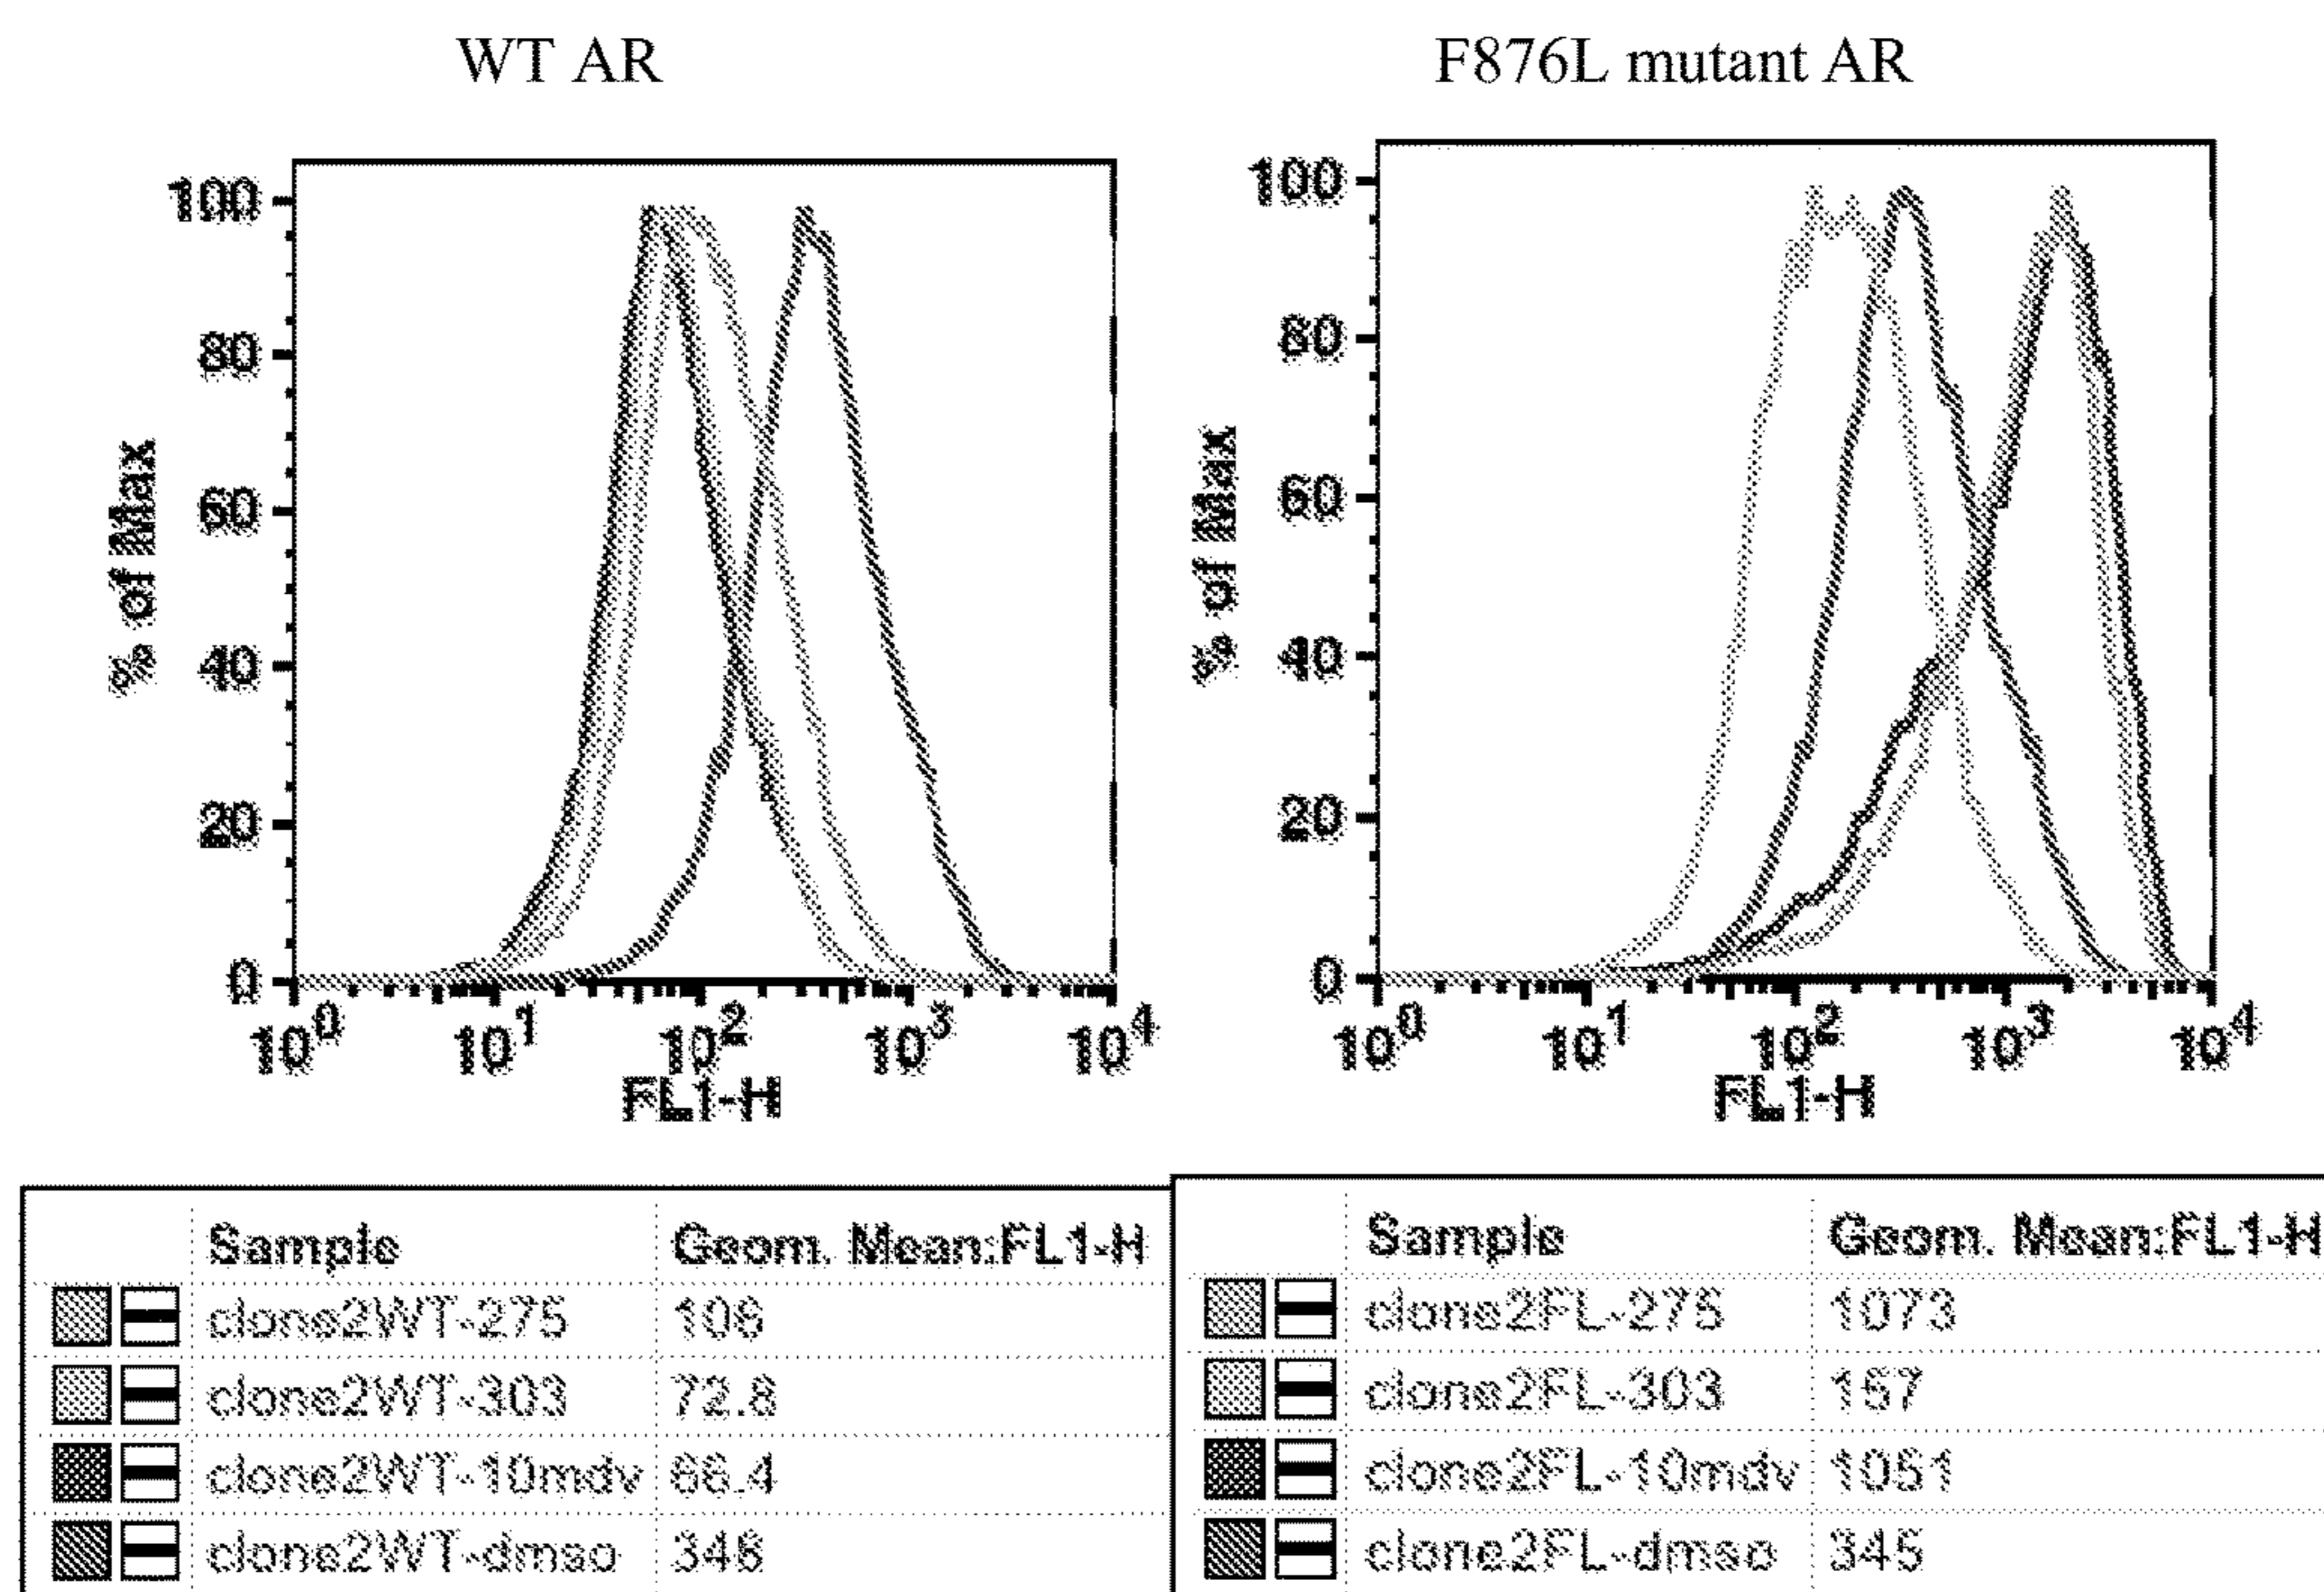 WT AR
F876L mutant AR
100
80
60
40
20
0
% of Max
10^0 10^1 10^2 10^3 10^4
FL1-H
100
80
60
40
20
0
% of Max
10^0 10^1 10^2 10^3 10^4
FL1-H
Sample Geom. Mean:FL1-H
clone2WT-275
clone2WT-303 72.8
clone2WT-10mdv 66.4
clone2WT-dmso
Sample Geom. Mean:FL1-H
clone2FL-275 1073
clone2FL-303 157
clone2FL-10mdv 1051
clone2FL-dmso 345